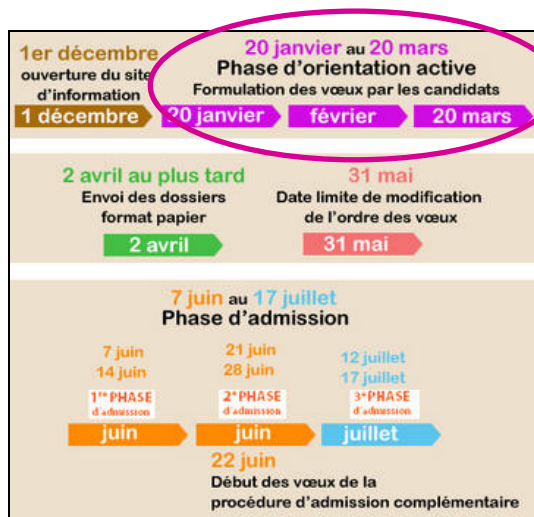 1er décembre
ouverture du site
d'information
1 décembre
20 janvier au 20 mars
Phase d'orientation active
Formulation des vœux par les candidats
20 janvier
février
20 mars
2 avril au plus tard
Envoi des dossiers
format papier
2 avril
31 mai
Date limite de modification
de l'ordre des vœux
31 mai
7 juin au 17 juillet
Phase d'admission
7 juin
14 juin
1re PHASE
d'admission
juin
21 juin
28 juin
2e PHASE
d'admission
juin
12 juillet
17 juillet
3e PHASE
d'admission
juillet
22 juin
Début des vœux de la
procédure d'admission complémentaire